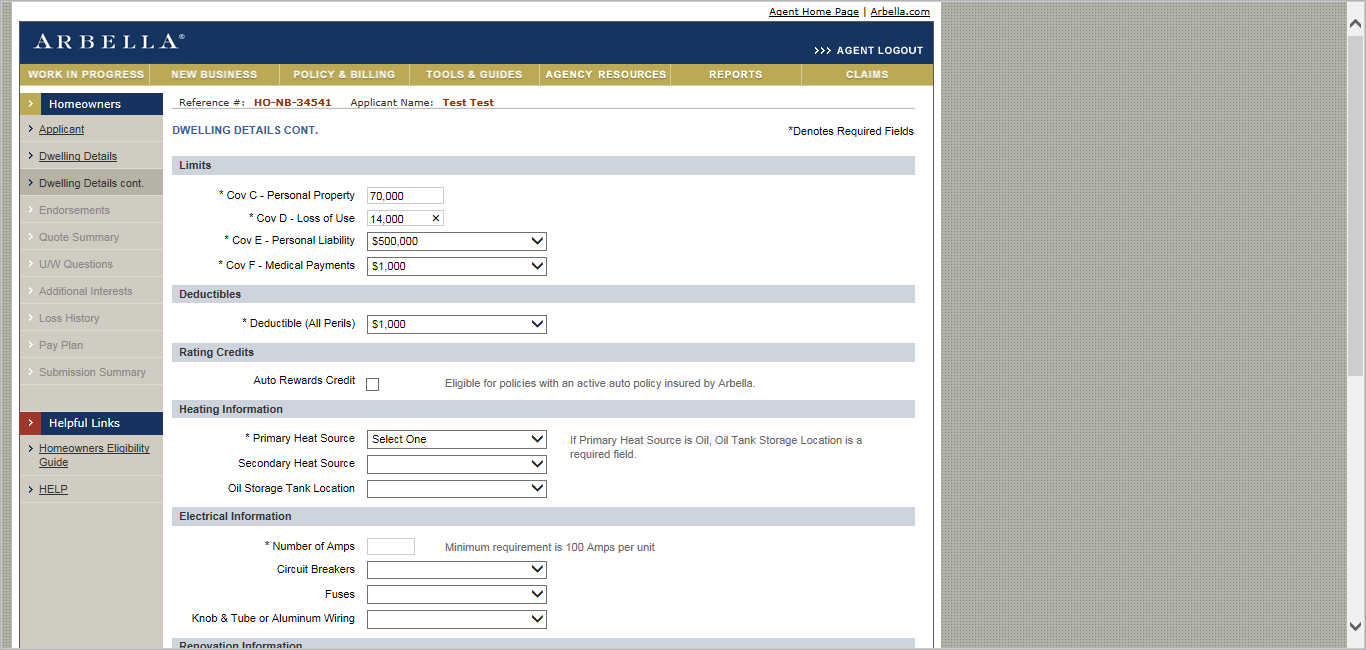 Agent Home Page | Arbella.com
ARBELLA®
>>> AGENT LOGOUT
WORK IN PROGRESS NEW BUSINESS POLICY & BILLING TOOLS & GUIDES AGENCY RESOURCES REPORTS CLAIMS
Homeowners
Applicant
Dwelling Details
Dwelling Details cont.
Endorsements
Quote Summary
U/W Questions
Additional Interests
Loss History
Pay Plan
Submission Summary
Helpful Links
Homeowners Eligibility
Guide
HELP
Reference #: HO-NB-34541 Applicant Name: Test Test
DWELLING DETAILS CONT.
*Denotes Required Fields
Limits
* Cov C - Personal Property 70,000
* Cov D - Loss of Use 14,000
* Cov E - Personal Liability $500,000
* Cov F - Medical Payments $1,000
Deductibles
* Deductible (All Perils) $1,000
Rating Credits
Auto Rewards Credit Eligible for policies with an active auto policy insured by Arbella.
Heating Information
* Primary Heat Source Select One If Primary Heat Source is Oil, Oil Tank Storage Location is a
required field.
Secondary Heat Source
Oil Storage Tank Location
Electrical Information
* Number of Amps Minimum requirement is 100 Amps per unit
Circuit Breakers
Fuses
Knob & Tube or Aluminum Wiring
Renovation Information